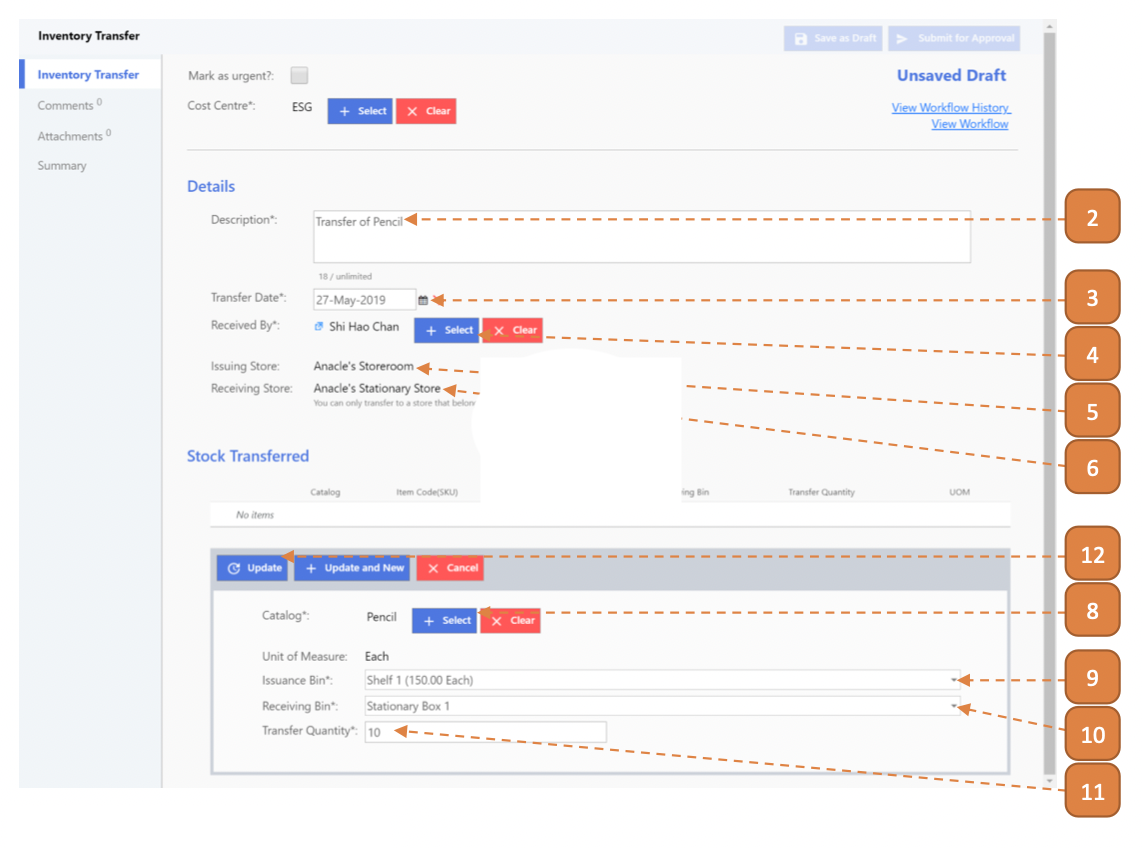 Inventory Transfer
Save as Draft
Submit for Approval
Inventory Transfer
Comments 0
Attachments 0
Summary
Mark as urgent?:
Unsaved Draft
Cost Centre*: ESG + Select × Clear
View Workflow History
View Workflow
Details
Description*: Transfer of Pencil
2
18 / unlimited
Transfer Date*: 27-May-2019
3
Received By*: Shi Hao Chan + Select × Clear
4
Issuing Store: Anacle's Storeroom
5
Receiving Store: Anacle's Stationary Store
You can only transfer to a store that
6
Stock Transferred
Catalog Item Code(SKU) Bin Transfer Quantity UOM
No items
Update + Update and New × Cancel
12
Catalog*: Pencil + Select × Clear
8
Unit of Measure: Each
Issuance Bin*: Shelf 1 (150.00 Each)
9
Receiving Bin*: Stationary Box 1
10
Transfer Quantity*: 10
11